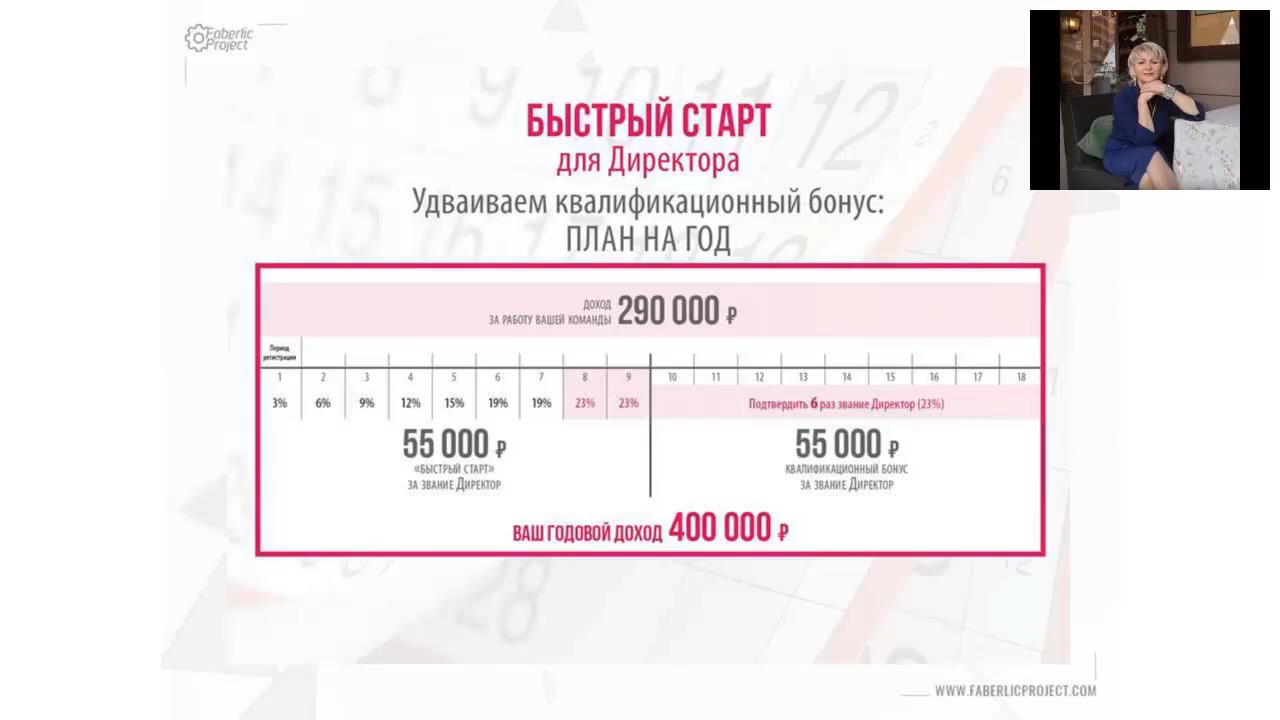 Faberlic
Project
БЫСТРЫЙ СТАРТ
для Директора
Удваиваем квалификационный бонус:
ПЛАН НА ГОД
ДОХОД
ЗА РАБОТУ ВАШЕЙ КОМАНДЫ 290 000 ₽
Период
регистрации
1 2 3 4 5 6 7 8 9 10 11 12 13 14 15 16 17 18
3% 6% 9% 12% 15% 19% 19% 23% 23% Подтвердить 6 раз звание Директор (23%)
55 000 ₽ 55 000 ₽
«БЫСТРЫЙ СТАРТ» КВАЛИФИКАЦИОННЫЙ БОНУС
ЗА ЗВАНИЕ ДИРЕКТОР ЗА ЗВАНИЕ ДИРЕКТОР
ВАШ ГОДОВОЙ ДОХОД 400 000 ₽
WWW.FABERLICPROJECT.COM